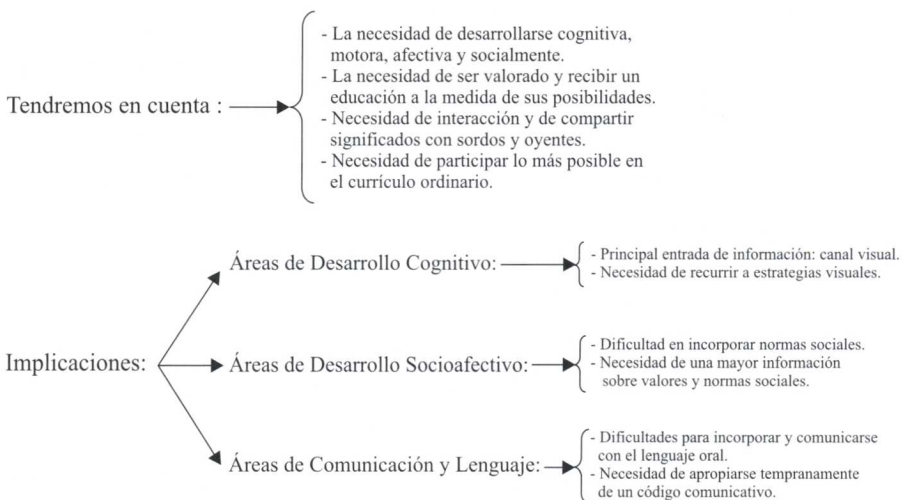 Tendremos en cuenta :
- La necesidad de desarrollarse cognitiva,
motora, afectiva y socialmente.
- La necesidad de ser valorado y recibir un
educación a la medida de sus posibilidades.
- Necesidad de interacción y de compartir
significados con sordos y oyentes.
- Necesidad de participar lo más posible en
el currículo ordinario.
Implicaciones:
Áreas de Desarrollo Cognitivo:
- Principal entrada de información: canal visual.
- Necesidad de recurrir a estrategias visuales.
Áreas de Desarrollo Socioafectivo:
- Dificultad en incorporar normas sociales.
- Necesidad de una mayor información
sobre valores y normas sociales.
Áreas de Comunicación y Lenguaje:
- Dificultades para incorporar y comunicarse
con el lenguaje oral.
- Necesidad de apropiarse tempranamente
de un código comunicativo.